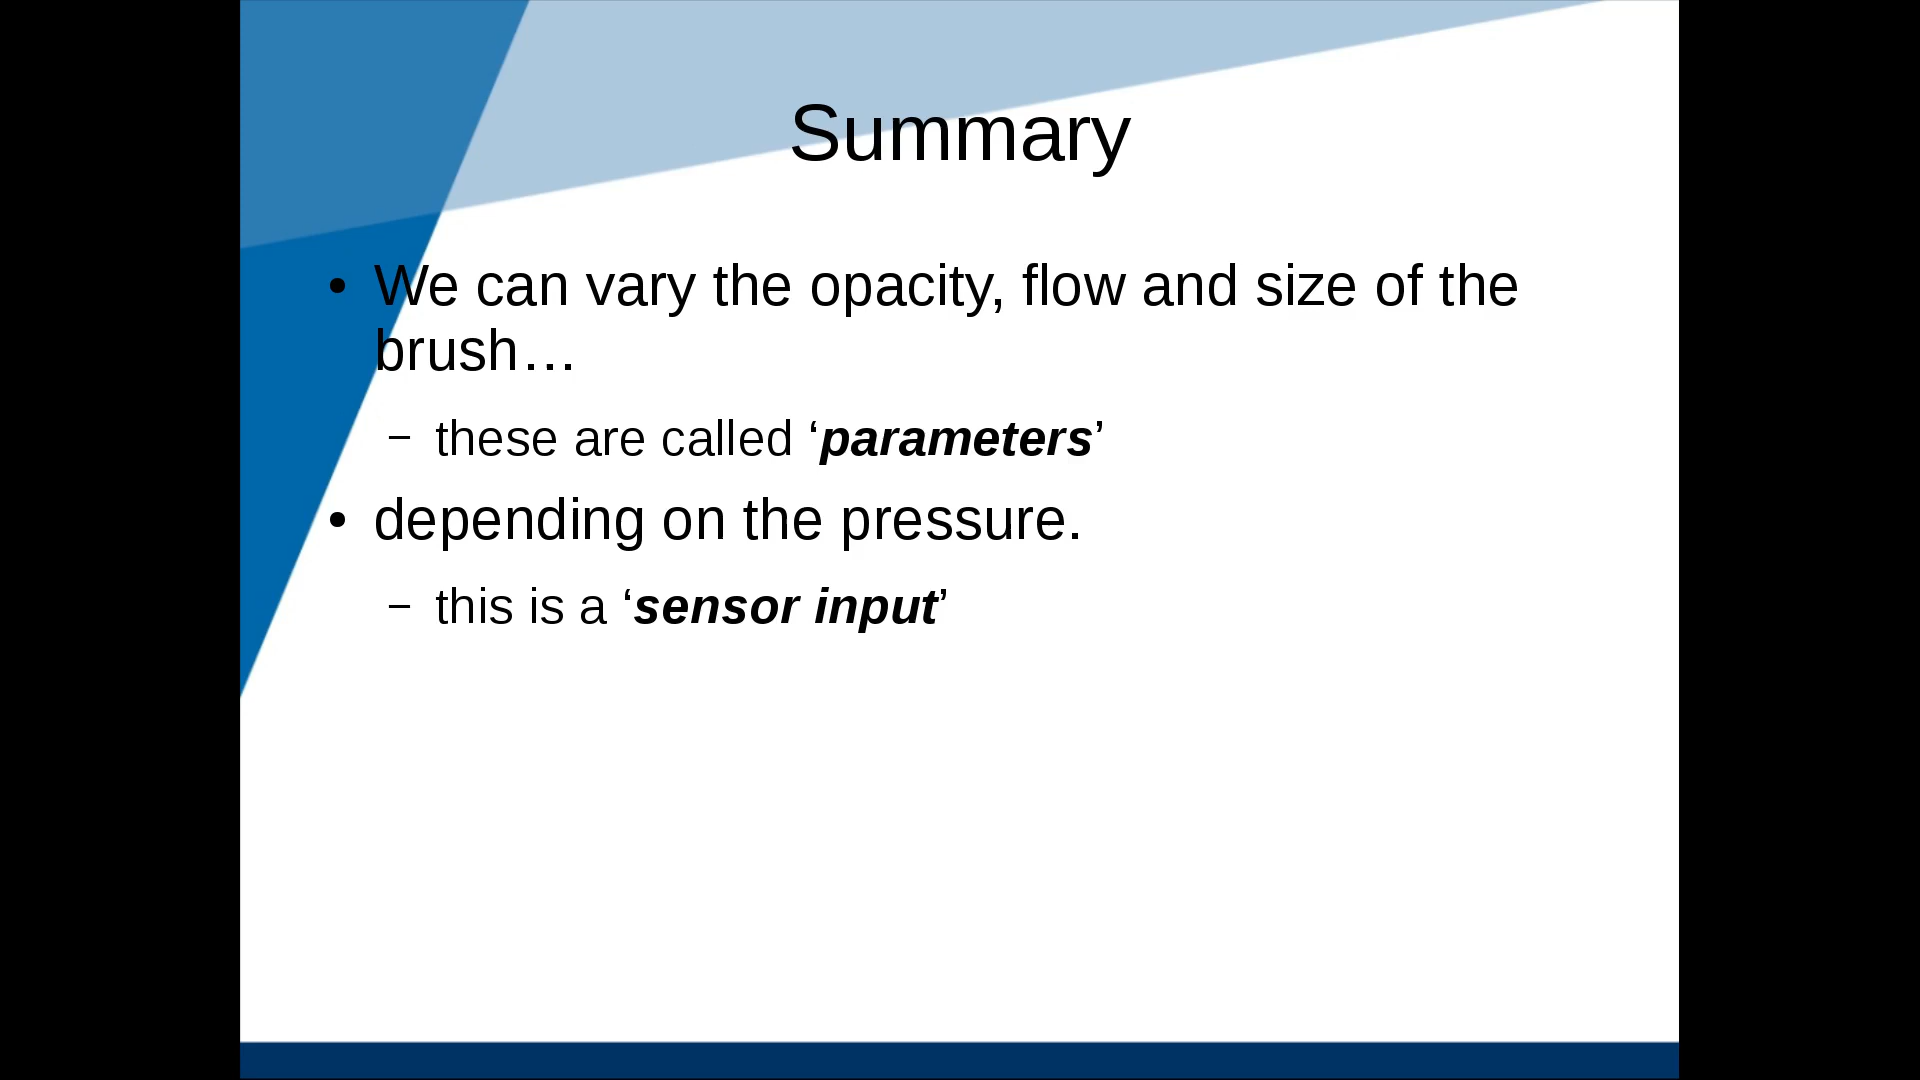 Summary
• We can vary the opacity, flow and size of the
brush…
– these are called ‘parameters’
• depending on the pressure.
– this is a ‘sensor input’